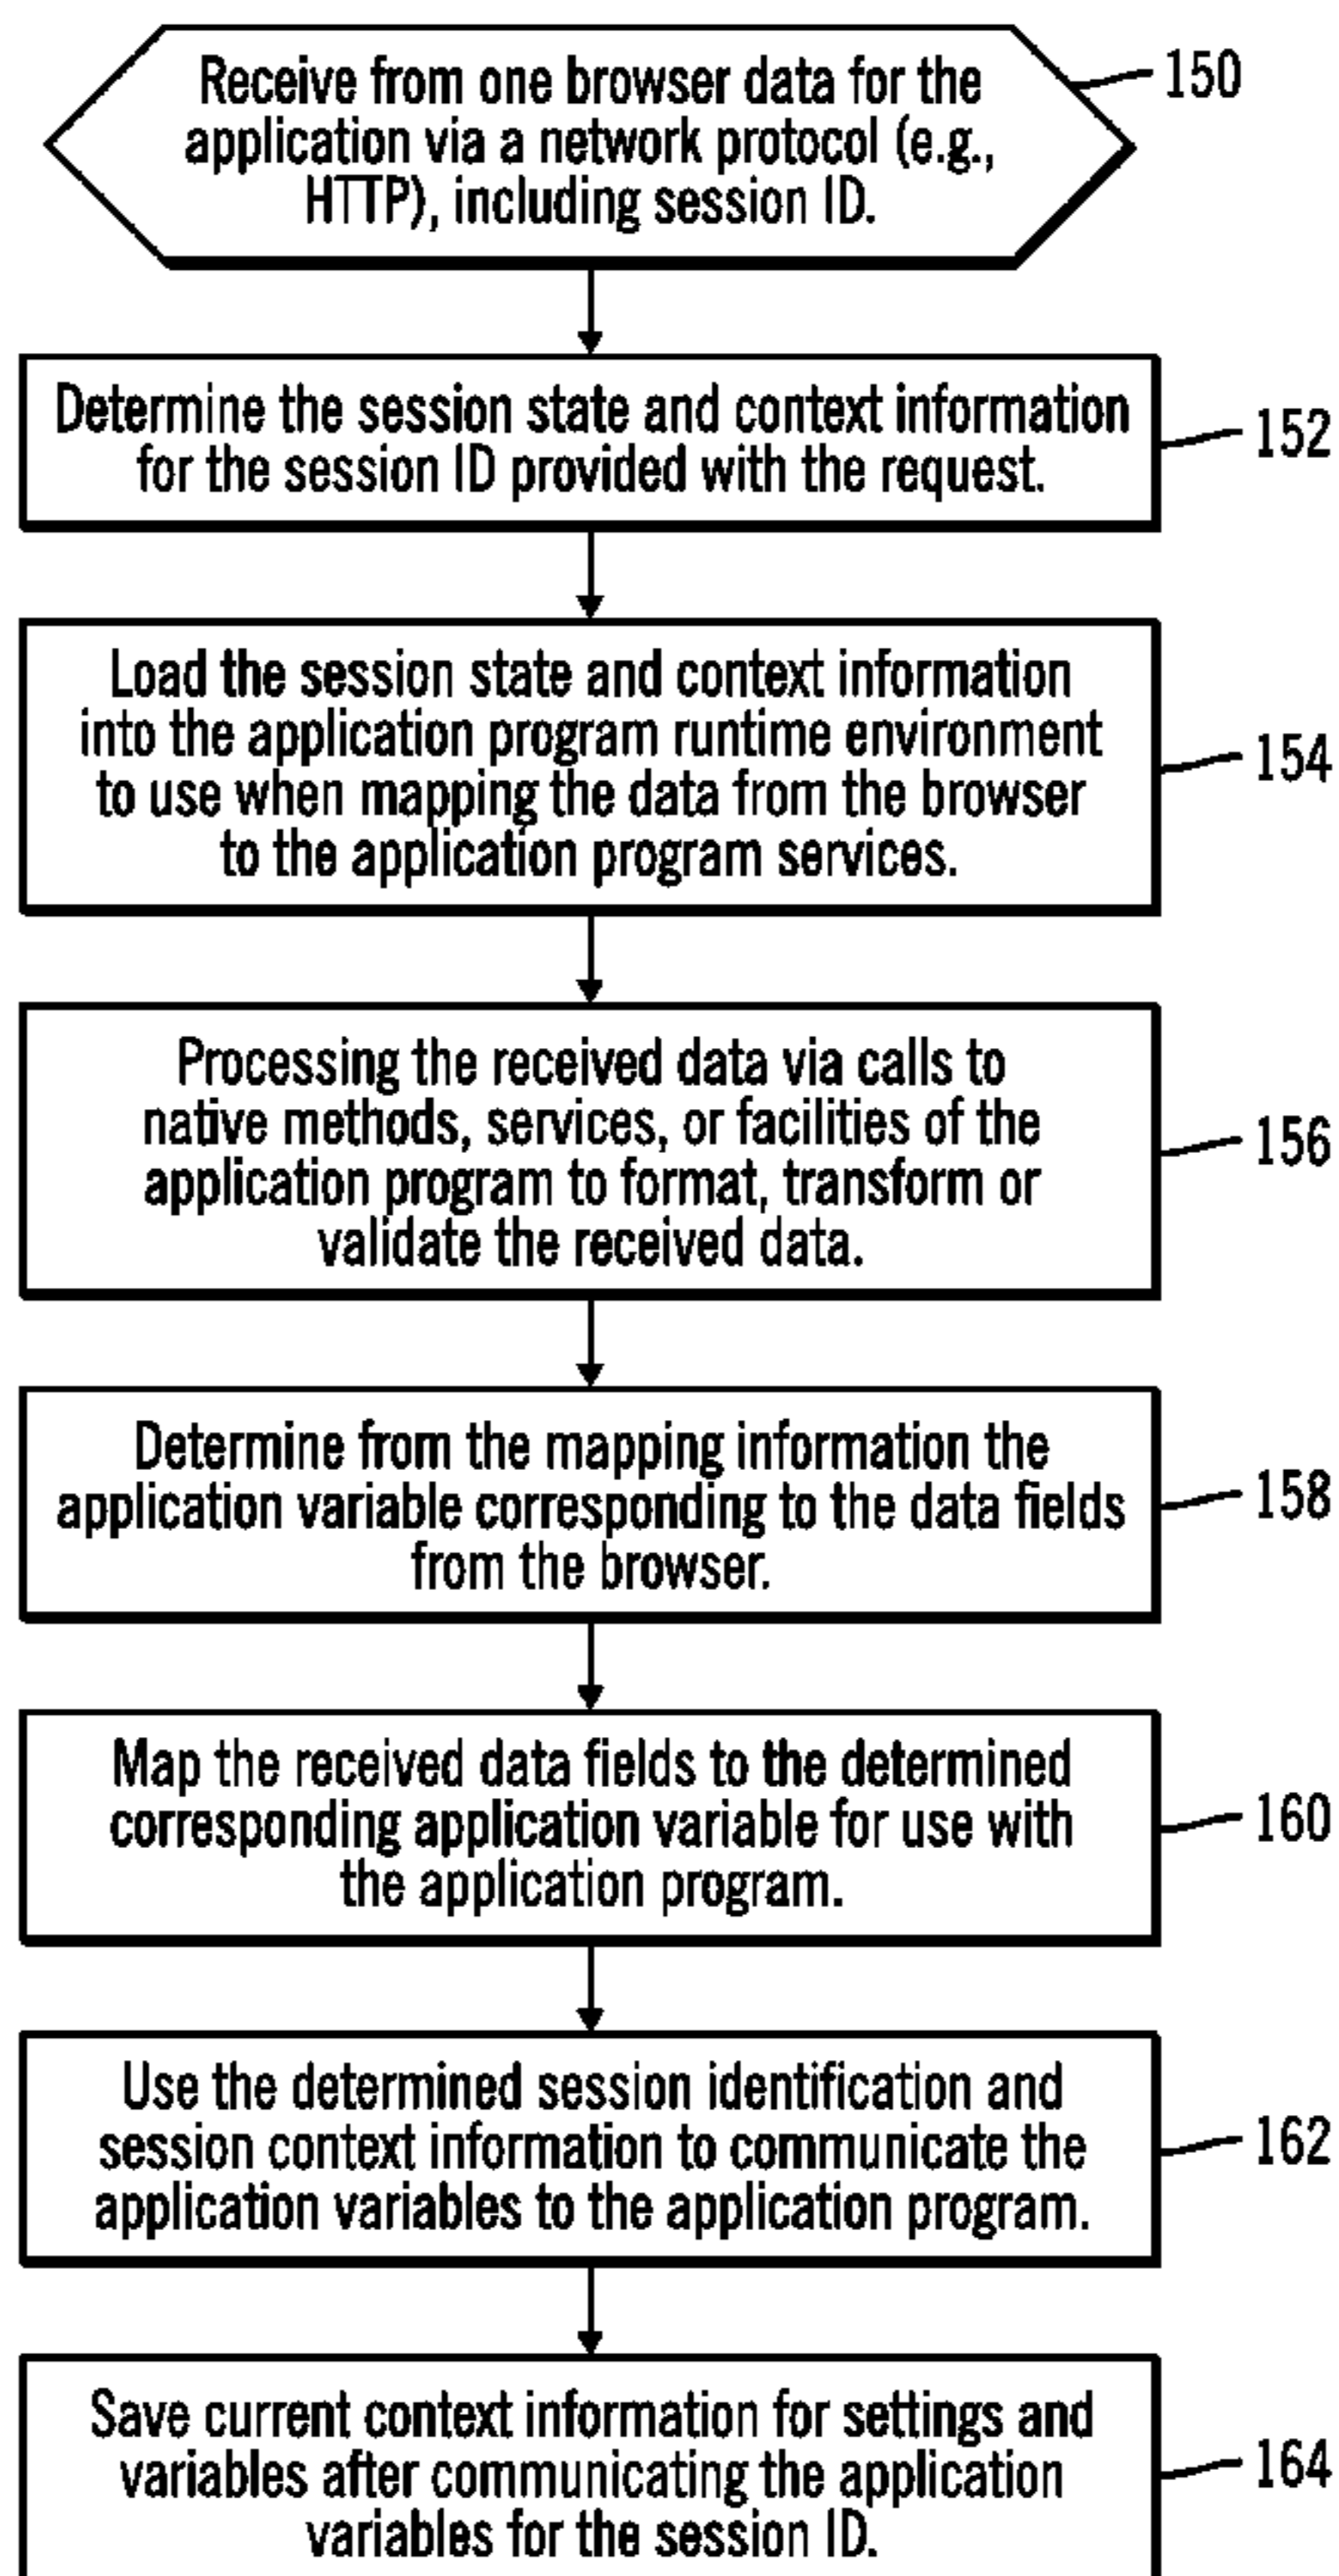 Receive from one browser data for the
application via a network protocol (e.g.,
HTTP), including session ID.
150
Determine the session state and context information
for the session ID provided with the request.
152
Load the session state and context information
into the application program runtime environment
to use when mapping the data from the browser
to the application program services.
154
Processing the received data via calls to
native methods, services, or facilities of the
application program to format, transform or
validate the received data.
156
Determine from the mapping information the
application variable corresponding to the data fields
from the browser.
158
Map the received data fields to the determined
corresponding application variable for use with
the application program.
160
Use the determined session identification and
session context information to communicate the
application variables to the application program.
162
Save current context information for settings and
variables after communicating the application
variables for the session ID.
164